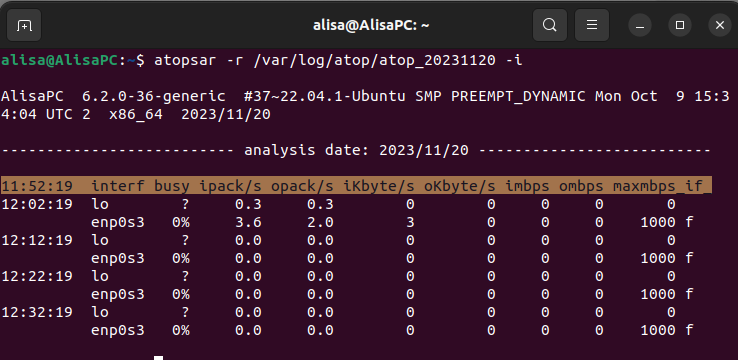 alisa@AlisaPC: ~
alisa@AlisaPC:~$ atopsar -r /var/log/atop/atop_20231120 -i
AlisaPC  6.2.0-36-generic  #37~22.04.1-Ubuntu SMP PREEMPT_DYNAMIC Mon Oct  9 15:3
4:04 UTC 2  x86_64  2023/11/20
-------------------------- analysis date: 2023/11/20 --------------------------
11:52:19  interf busy ipack/s opack/s iKbyte/s oKbyte/s imbps ombps maxmbps_if_
12:02:19  lo        ?     0.3     0.3        0        0     0     0       0
          enp0s3   0%     3.6     2.0        3        0     0     0    1000 f
12:12:19  lo        ?     0.0     0.0        0        0     0     0       0
          enp0s3   0%     0.0     0.0        0        0     0     0    1000 f
12:22:19  lo        ?     0.0     0.0        0        0     0     0       0
          enp0s3   0%     0.0     0.0        0        0     0     0    1000 f
12:32:19  lo        ?     0.0     0.0        0        0     0     0       0
          enp0s3   0%     0.0     0.0        0        0     0     0    1000 f